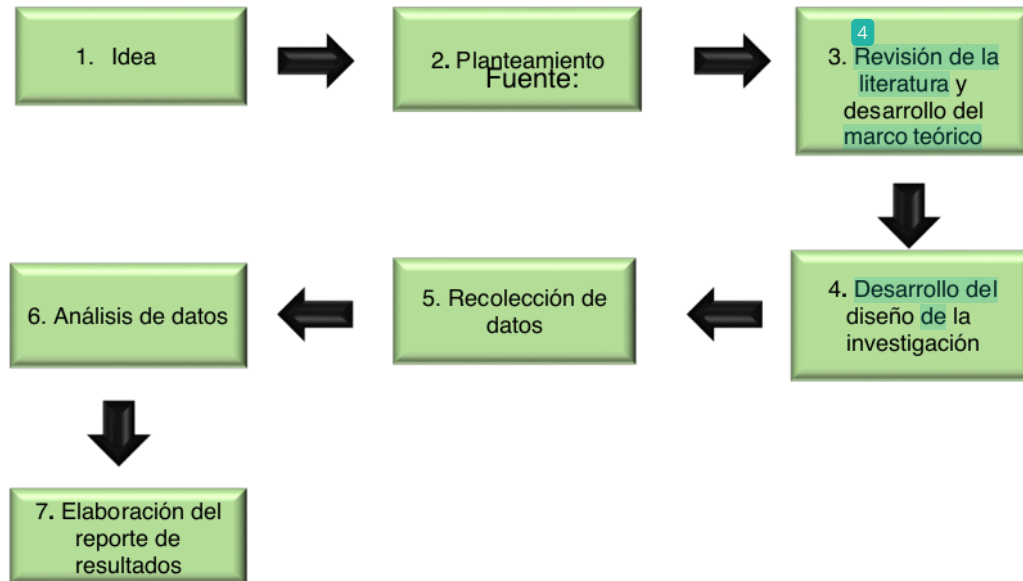 1. Idea
2. Planteamiento
Fuente:
4
3. Revisión de la
literatura y
desarrollo del
marco teórico
4. Desarrollo del
diseño de la
investigación
5. Recolección de
datos
6. Análisis de datos
7. Elaboración del
reporte de
resultados